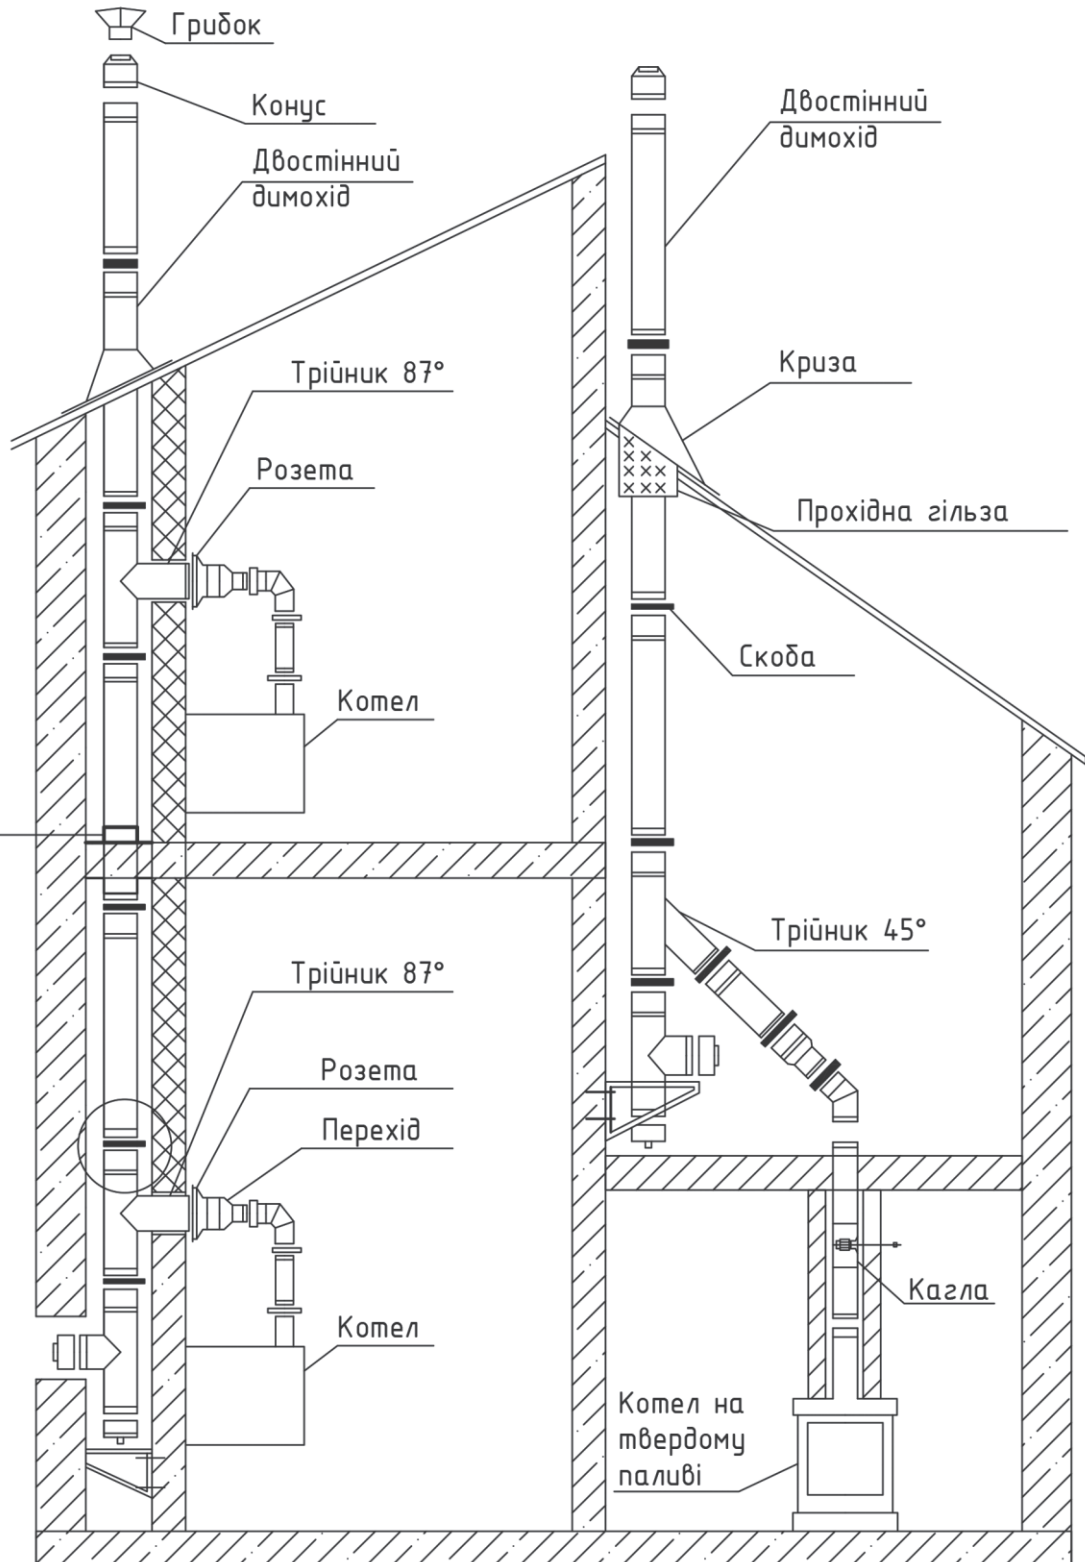 Грибок
Конус
Двостінний
димохід
Двостінний
димохід
Трійник 87°
Криза
Розета
Прохідна гільза
Скоба
Котел
Трійник 45°
Трійник 87°
Розета
Перехід
Кагла
Котел
Котел на
твердому
паливі